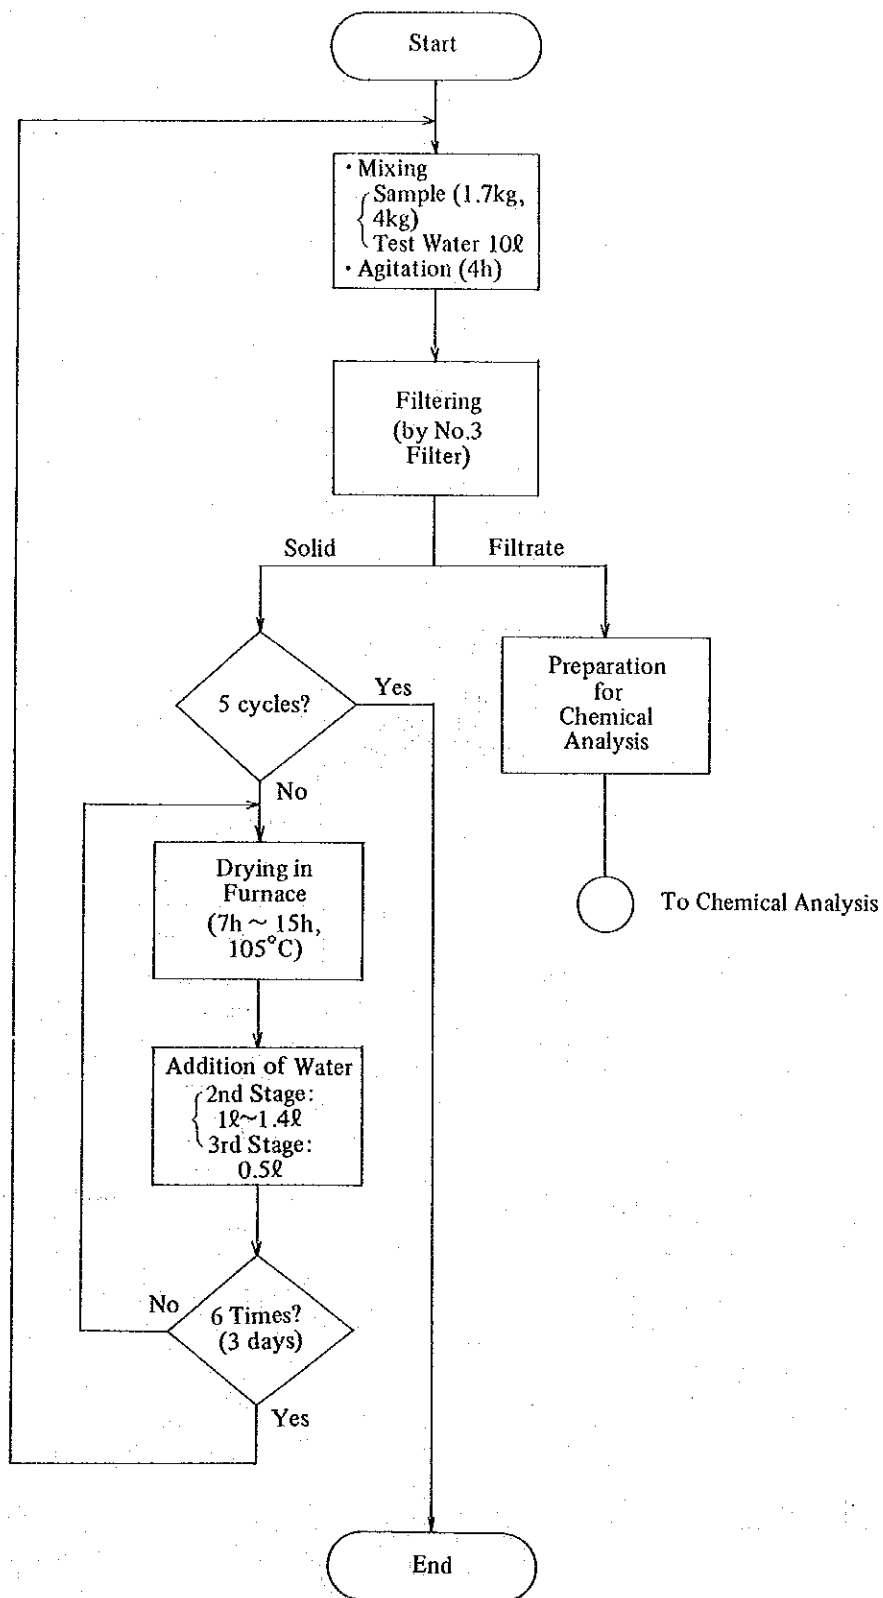 Start
· Mixing
Sample (1.7kg,
4kg)
Test Water 10ℓ
· Agitation (4h)
Filtering
(by No.3
Filter)
Solid
Filtrate
5 cycles?
Yes
No
Preparation
for
Chemical
Analysis
To Chemical Analysis
Drying in
Furnace
(7h ~ 15h,
105°C)
Addition of Water
2nd Stage:
1ℓ~1.4ℓ
3rd Stage:
0.5ℓ
No
6 Times?
(3 days)
Yes
End